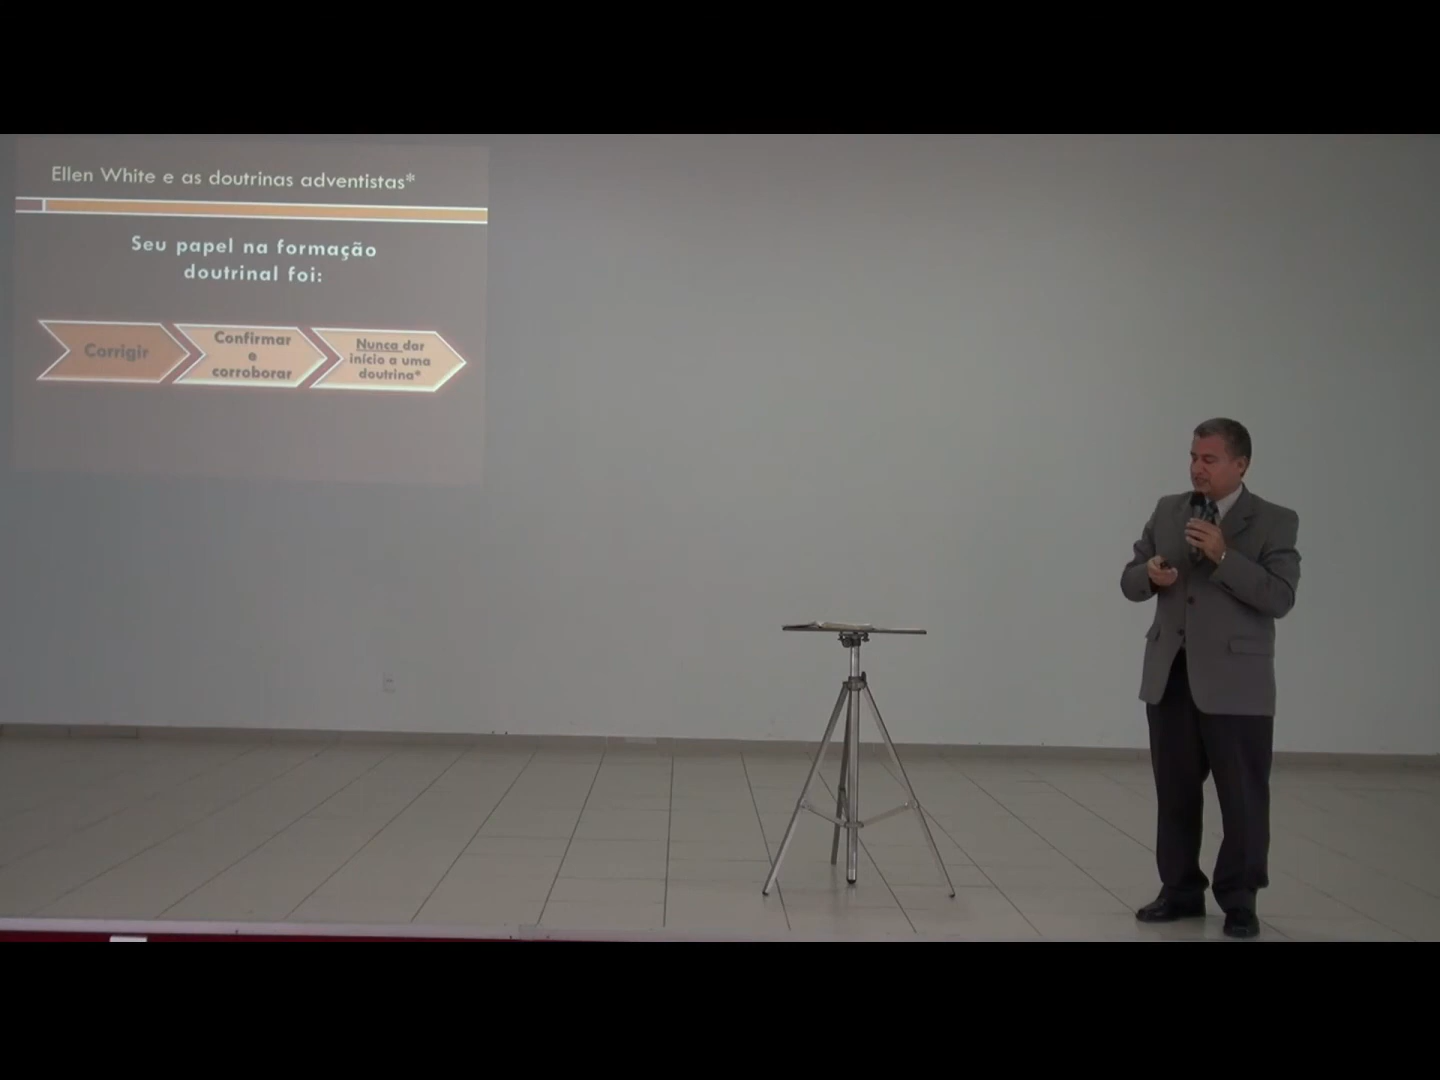 Ellen White e as doutrinas adventistas*
Seu papel na formação
doutrinal foi:
Corrigir
Confirmar
e
corroborar
Nunca dar
início a uma
doutrina*